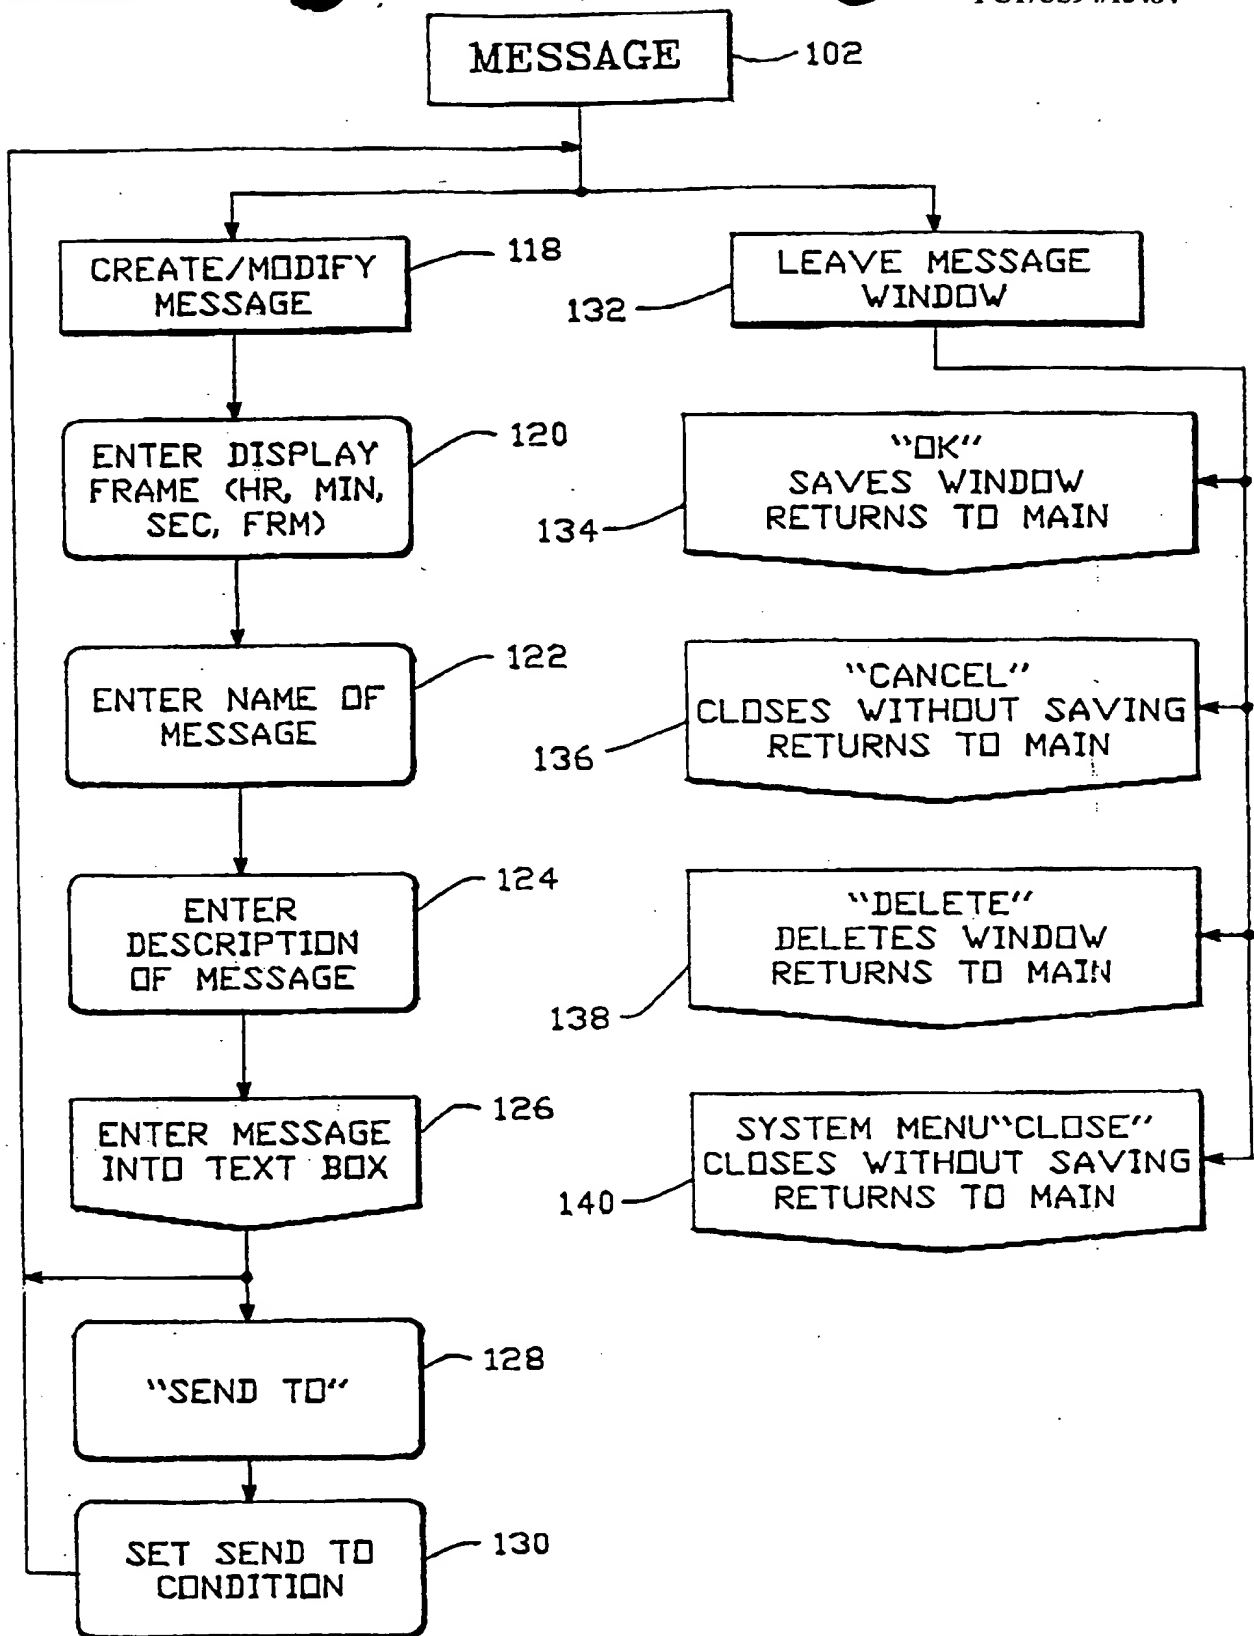 MESSAGE
102
CREATE/MODIFY
MESSAGE
118
ENTER DISPLAY
FRAME (HR, MIN,
SEC, FRM)
120
ENTER NAME OF
MESSAGE
122
ENTER
DESCRIPTION
OF MESSAGE
124
ENTER MESSAGE
INTO TEXT BOX
126
"SEND TO"
128
SET SEND TO
CONDITION
130
LEAVE MESSAGE
WINDOW
132
"OK"
SAVES WINDOW
RETURNS TO MAIN
134
"CANCEL"
CLOSES WITHOUT SAVING
RETURNS TO MAIN
136
"DELETE"
DELETES WINDOW
RETURNS TO MAIN
138
SYSTEM MENU"CLOSE"
CLOSES WITHOUT SAVING
RETURNS TO MAIN
140